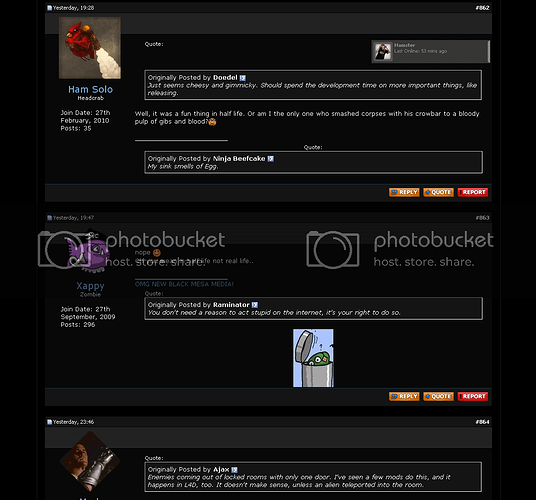 Yesterday, 19:28 #862
Ham Solo
Headcrab
Join Date: 27th
February, 2010
Posts: 35
Quote:
Hamster
Last Online: 53 mins ago
Originally Posted by Doedel
Just seems cheesy and gimmicky. Should spend the development time on more important things, like
releasing.
Well, it was a fun thing in half life. Or am I the only one who smashed corpses with his crowbar to a bloody
pulp of gibs and blood?
Quote:
Originally Posted by Ninja Beefcake
My sink smells of Egg.
REPLY QUOTE REPORT
Yesterday, 19:47 #863
photobucket
host. store. share.
photobucket
host. store. share.
Xappy
Zombie
Join Date: 27th
September, 2009
Posts: 296
nope
life not real life..
OMG NEW BLACK MESA MEDIA!
Quote:
Originally Posted by Raminator
You don't need a reason to act stupid on the internet, it's your right to do so.
REPLY QUOTE REPORT
Yesterday, 23:46 #864
Quote:
Originally Posted by Ajax
Enemies coming out of locked rooms with only one door. I've seen a few mods do this, and it
happens in L4D, too. It doesn't make sense, unless an alien teleported into the room.